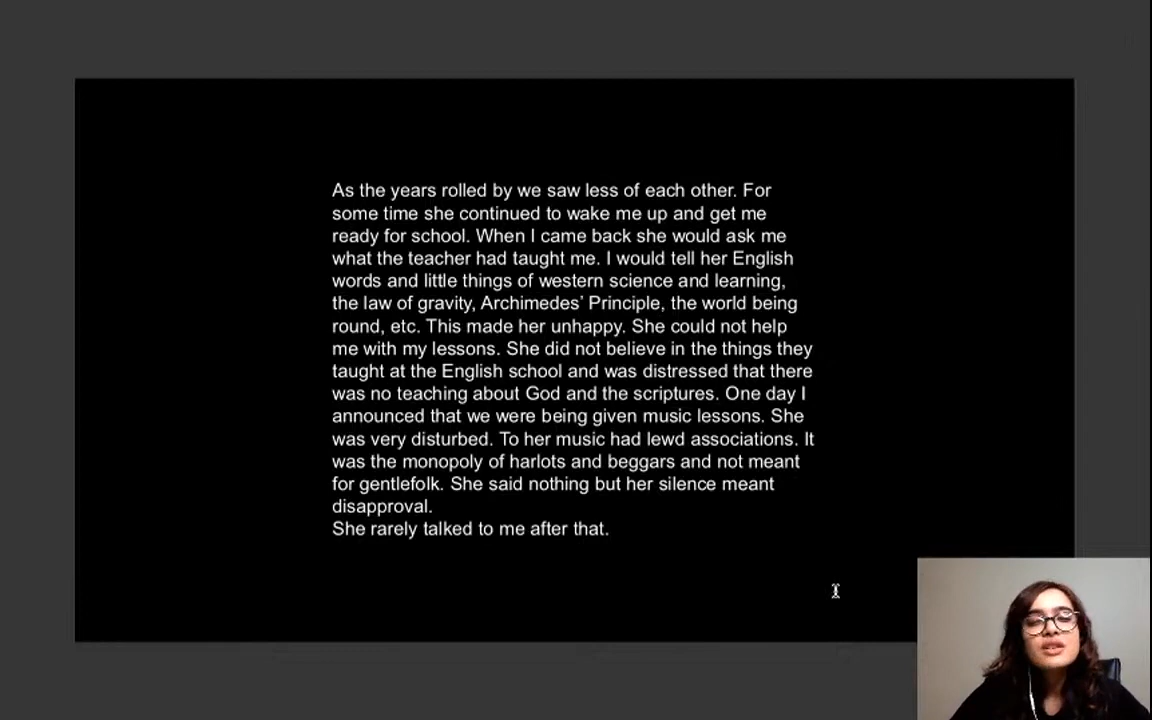 As the years rolled by we saw less of each other. For
some time she continued to wake me up and get me
ready for school. When I came back she would ask me
what the teacher had taught me. I would tell her English
words and little things of western science and learning,
the law of gravity, Archimedes’ Principle, the world being
round, etc. This made her unhappy. She could not help
me with my lessons. She did not believe in the things they
taught at the English school and was distressed that there
was no teaching about God and the scriptures. One day I
announced that we were being given music lessons. She
was very disturbed. To her music had lewd associations. It
was the monopoly of harlots and beggars and not meant
for gentlefolk. She said nothing but her silence meant
disapproval.
She rarely talked to me after that.